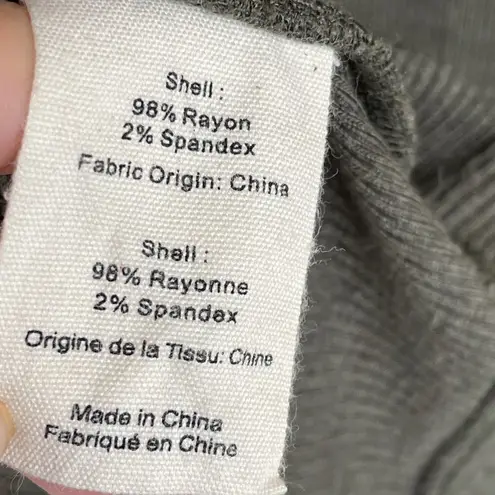 Shell :
98% Rayon
2% Spandex
Fabric Origin: China
Shell :
98% Rayonne
2% Spandex
Origine de la Tissu: Chine
Made in China
Fabriqué en Chine